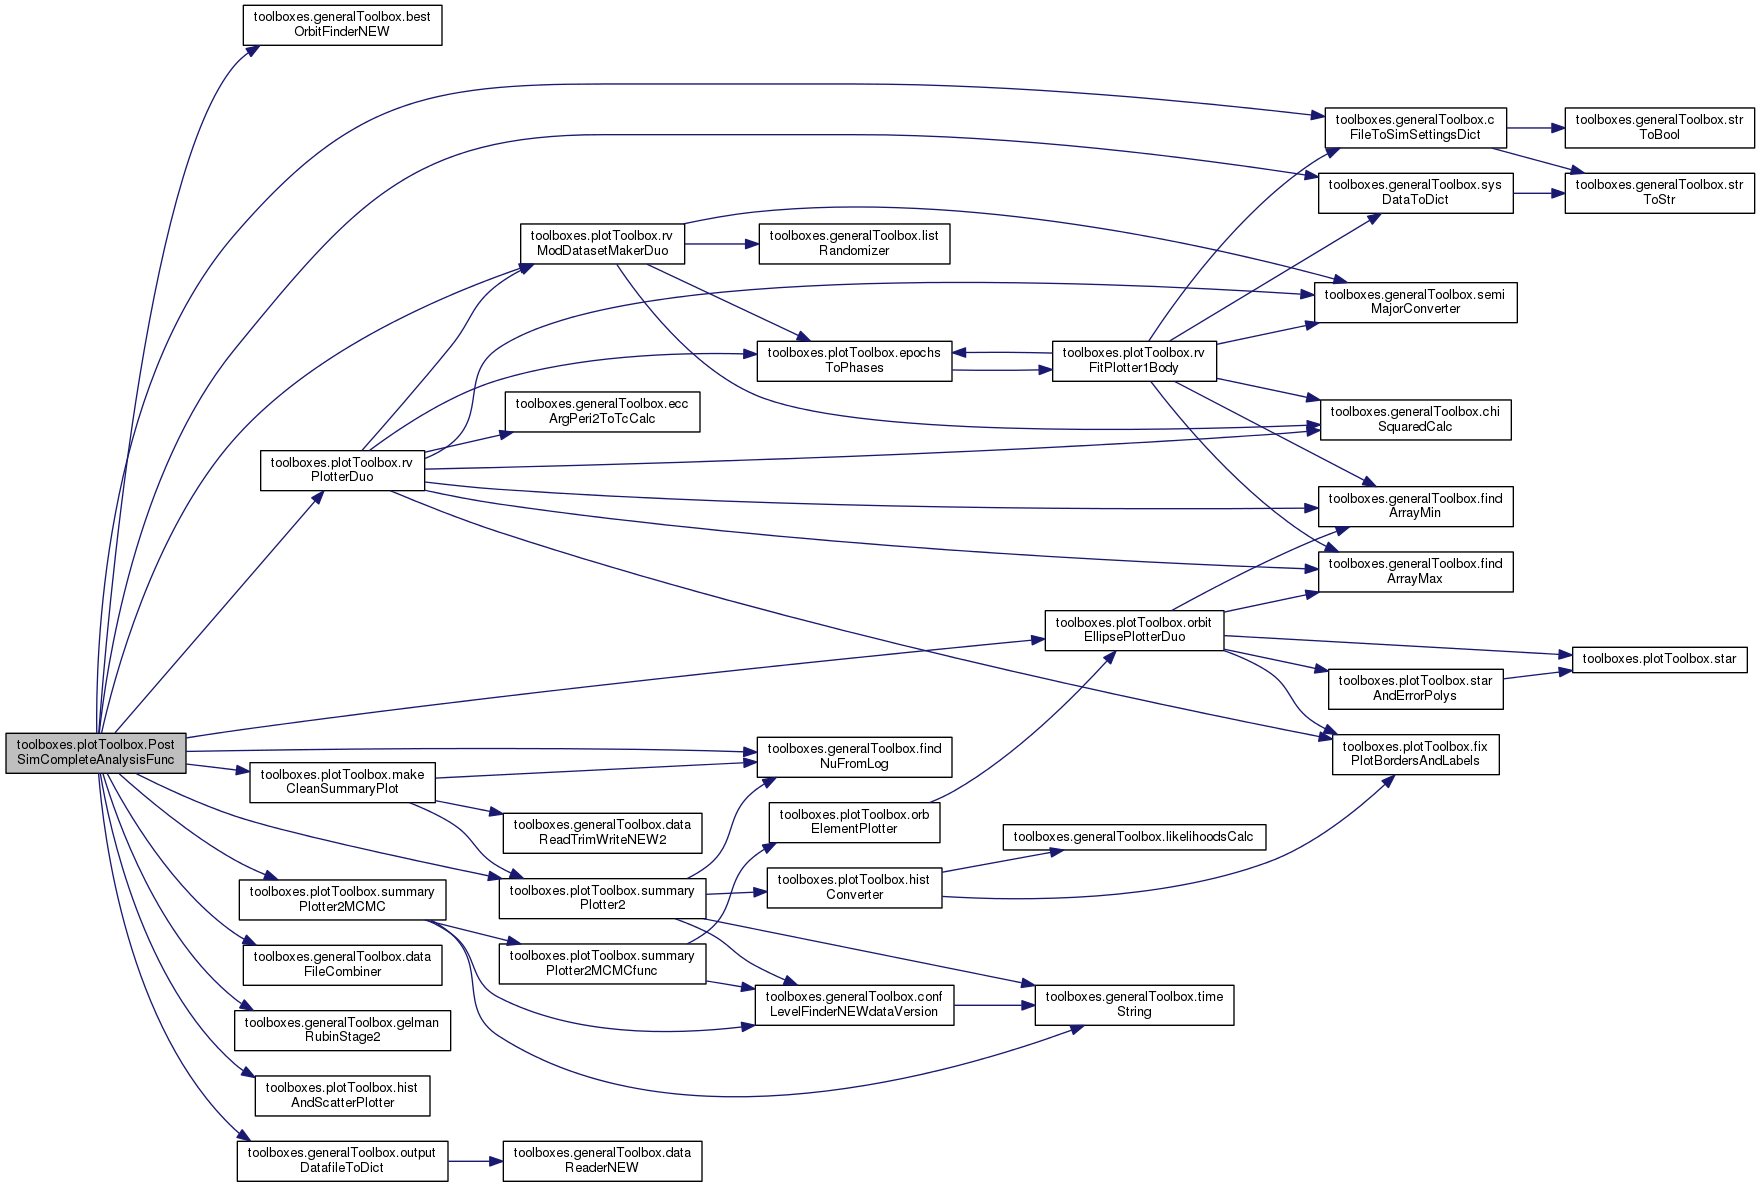 toolboxes.generalToolbox.best
OrbitFinderNEW
toolboxes.generalToolbox.c
FileToSimSettingsDict
toolboxes.generalToolbox.str
ToBool
toolboxes.generalToolbox.sys
DataToDict
toolboxes.generalToolbox.str
ToStr
toolboxes.plotToolbox.rv
ModDatasetMakerDuo
toolboxes.generalToolbox.list
Randomizer
toolboxes.generalToolbox.semi
MajorConverter
toolboxes.plotToolbox.epochs
ToPhases
toolboxes.plotToolbox.rv
FitPlotter1Body
toolboxes.generalToolbox.ecc
ArgPeri2ToTcCalc
toolboxes.generalToolbox.chi
SquaredCalc
toolboxes.plotToolbox.rv
PlotterDuo
toolboxes.generalToolbox.find
ArrayMin
toolboxes.generalToolbox.find
ArrayMax
toolboxes.plotToolbox.orbit
EllipsePlotterDuo
toolboxes.plotToolbox.star
toolboxes.plotToolbox.star
AndErrorPolys
toolboxes.plotToolbox.Post
SimCompleteAnalysisFunc
toolboxes.generalToolbox.find
NuFromLog
toolboxes.plotToolbox.fix
PlotBordersAndLabels
toolboxes.plotToolbox.make
CleanSummaryPlot
toolboxes.generalToolbox.data
ReadTrimWriteNEW2
toolboxes.plotToolbox.orb
ElementPlotter
toolboxes.generalToolbox.likelihoodsCalc
toolboxes.plotToolbox.summary
Plotter2MCMC
toolboxes.plotToolbox.summary
Plotter2
toolboxes.plotToolbox.hist
Converter
toolboxes.generalToolbox.data
FileCombiner
toolboxes.plotToolbox.summary
Plotter2MCMCfunc
toolboxes.generalToolbox.conf
LevelFinderNEWdataVersion
toolboxes.generalToolbox.time
String
toolboxes.generalToolbox.gelman
RubinStage2
toolboxes.plotToolbox.hist
AndScatterPlotter
toolboxes.generalToolbox.output
DatafileToDict
toolboxes.generalToolbox.data
ReaderNEW